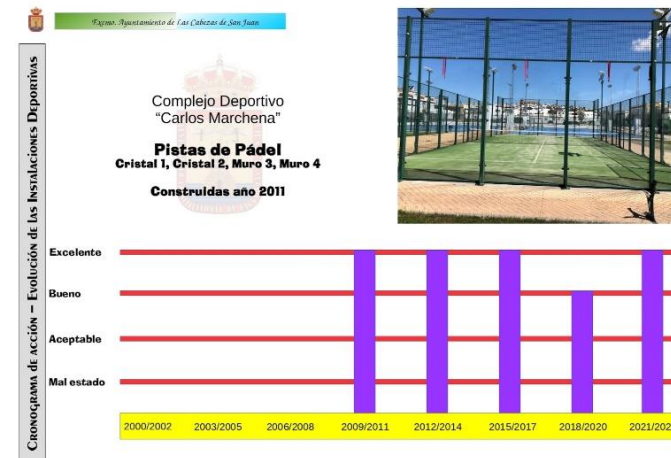 Excmo. Ayuntamiento de Las Cabezas de San Juan
CRONOGRAMA DE ACCIÓN – EVOLUCIÓN DE LAS INSTALACIONES DEPORTIVAS
Complejo Deportivo
“Carlos Marchena”
Pistas de Pádel
Cristal 1, Cristal 2, Muro 3, Muro 4
Construidas año 2011
Excelente
Bueno
Aceptable
Mal estado
2000/2002 2003/2005 2006/2008 2009/2011 2012/2014 2015/2017 2018/2020 2021/202